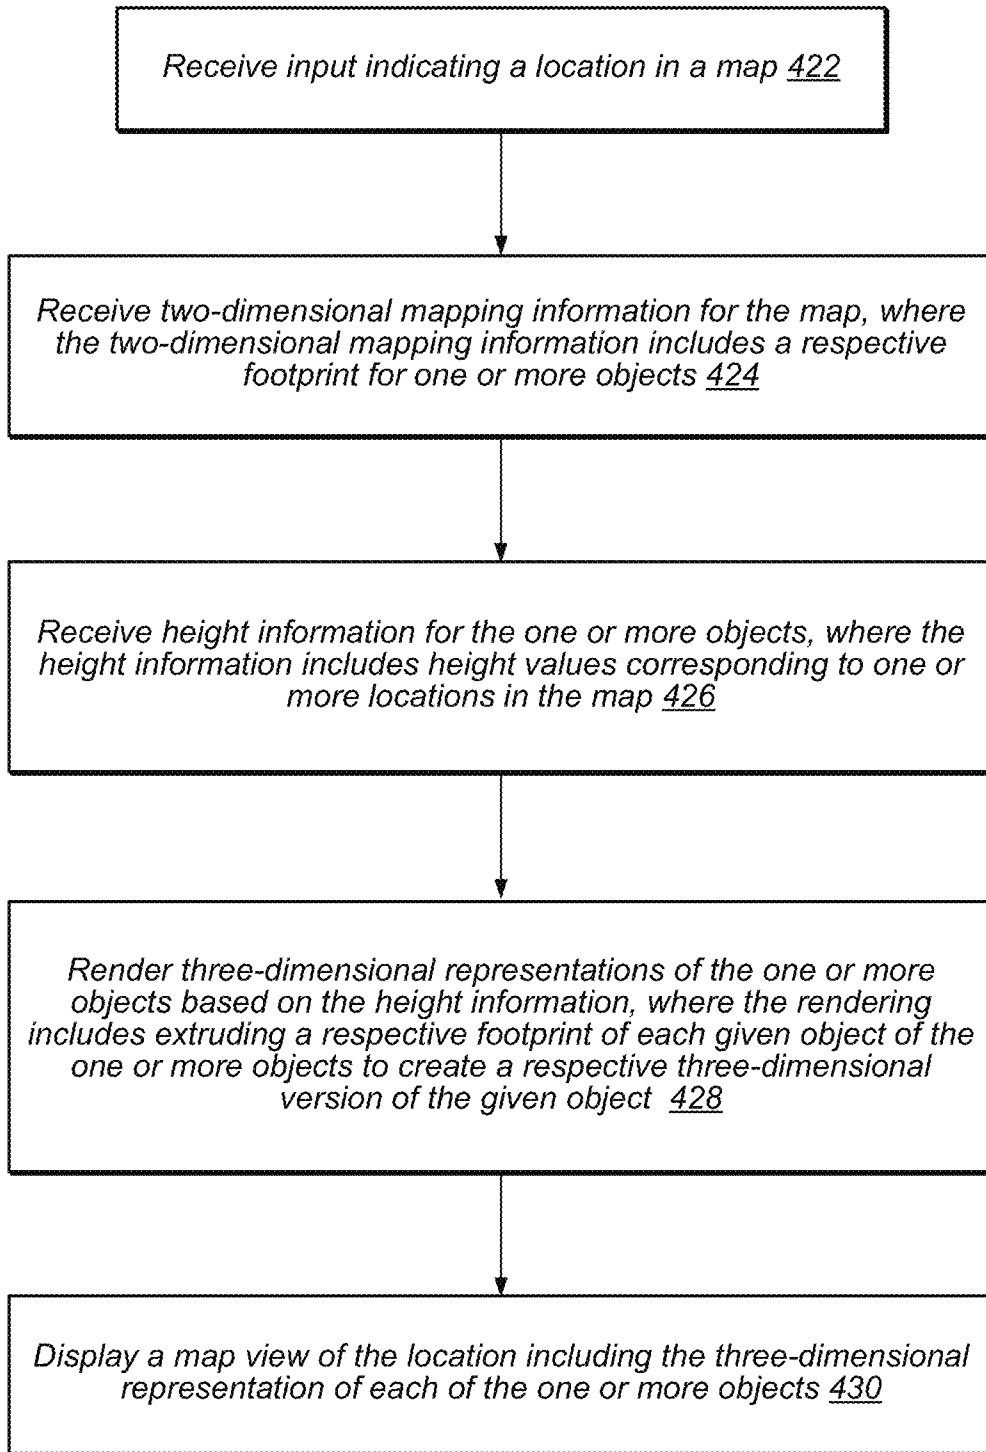 Receive input indicating a location in a map 422
Receive two-dimensional mapping information for the map, where
the two-dimensional mapping information includes a respective
footprint for one or more objects 424
Receive height information for the one or more objects, where the
height information includes height values corresponding to one or
more locations in the map 426
Render three-dimensional representations of the one or more
objects based on the height information, where the rendering
includes extruding a respective footprint of each given object of the
one or more objects to create a respective three-dimensional
version of the given object 428
Display a map view of the location including the three-dimensional
representation of each of the one or more objects 430